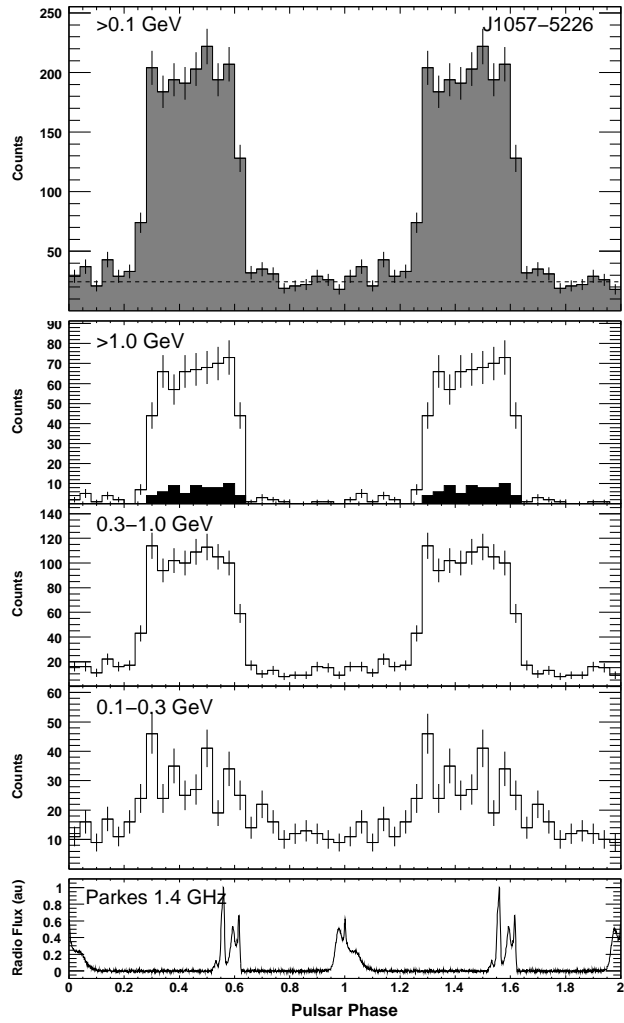 >0.1 GeV
J1057−5226
250
200
150
100
50
0
Counts
>1.0 GeV
90
80
70
60
50
40
30
20
10
Counts
0.3−1.0 GeV
140
120
100
80
60
40
20
Counts
0.1−0.3 GeV
60
50
40
30
20
10
Counts
Parkes 1.4 GHz
1
0.8
0.6
0.4
0.2
0
Radio Flux (au)
0 0.2 0.4 0.6 0.8 1 1.2 1.4 1.6 1.8 2
Pulsar Phase